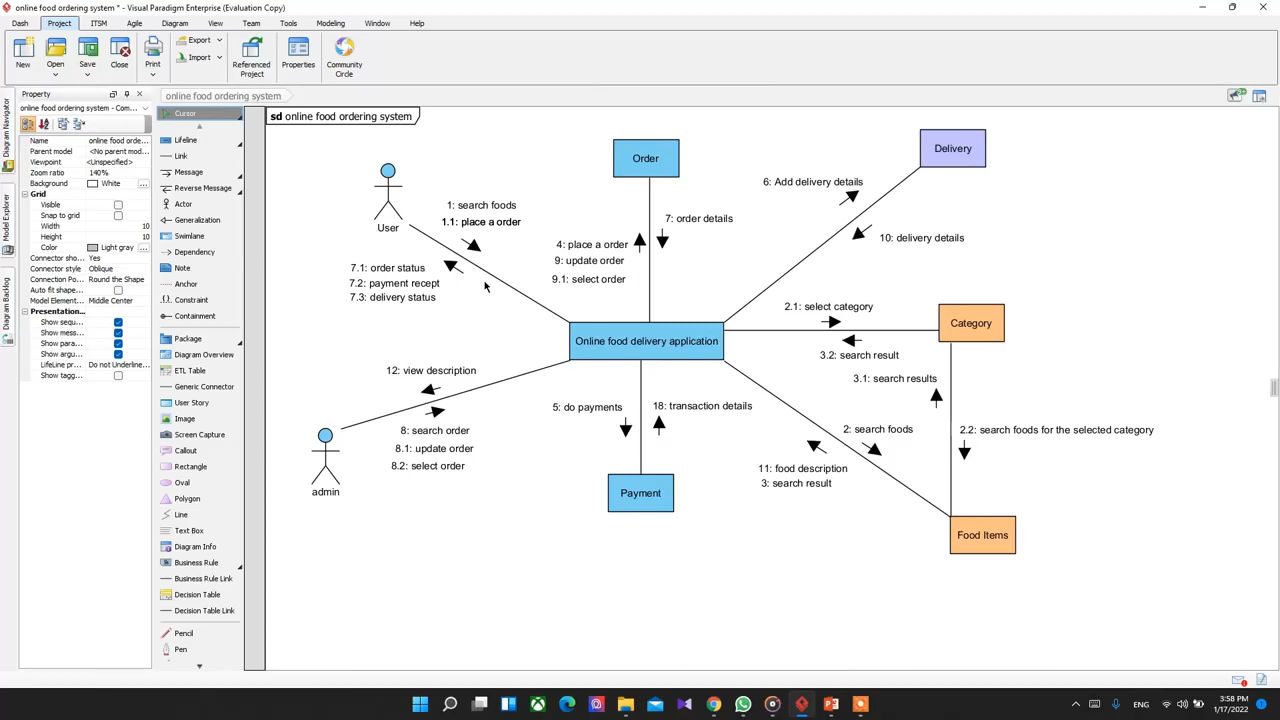 online food ordering system * - Visual Paradigm Enterprise (Evaluation Copy)
Dash Project ITSM Agile Diagram View Team Tools Modeling Window Help
New Open Save Close Print Export Import Referenced Project Properties Community Circle
Property
online food ordering system - Com...
online food ordering system
Name online food orde...
Parent model <No parent mod...
Viewpoint <Unspecified>
Zoom ratio 140%
Background White ...
Grid
Visible
Snap to grid
Width 10
Height 10
Color Light gray ...
Connector sho... Yes
Connector style Oblique
Connection Po... Round the Shape
Auto fit shape...
Model Element... Middle Center
Presentation...
Show sequ...
Show mess...
Show para...
Show argu...
LifeLine pr... Do not Underline...
Show tagg...
Diagram Navigator
Model Explorer
Diagram Backlog
Cursor
Lifeline
Link
Message
Reverse Message
Actor
Generalization
Swimlane
Dependency
Note
Anchor
Constraint
Containment
Package
Diagram Overview
ETL Table
Generic Connector
User Story
Image
Screen Capture
Callout
Rectangle
Oval
Polygon
Line
Text Box
Diagram Info
Business Rule
Business Rule Link
Decision Table
Decision Table Link
Pencil
Pen
sd online food ordering system
User
1: search foods
1.1: place a order
7.1: order status
7.2: payment recept
7.3: delivery status
Order
7: order details
4: place a order
9: update order
9.1: select order
Delivery
6: Add delivery details
10: delivery details
Online food delivery application
2.1: select category
3.2: search result
Category
3.1: search results
2.2: search foods for the selected category
2: search foods
11: food description
3: search result
Food Items
12: view description
8: search order
8.1: update order
8.2: select order
admin
5: do payments
18: transaction details
Payment
ENG
3:58 PM
1/17/2022